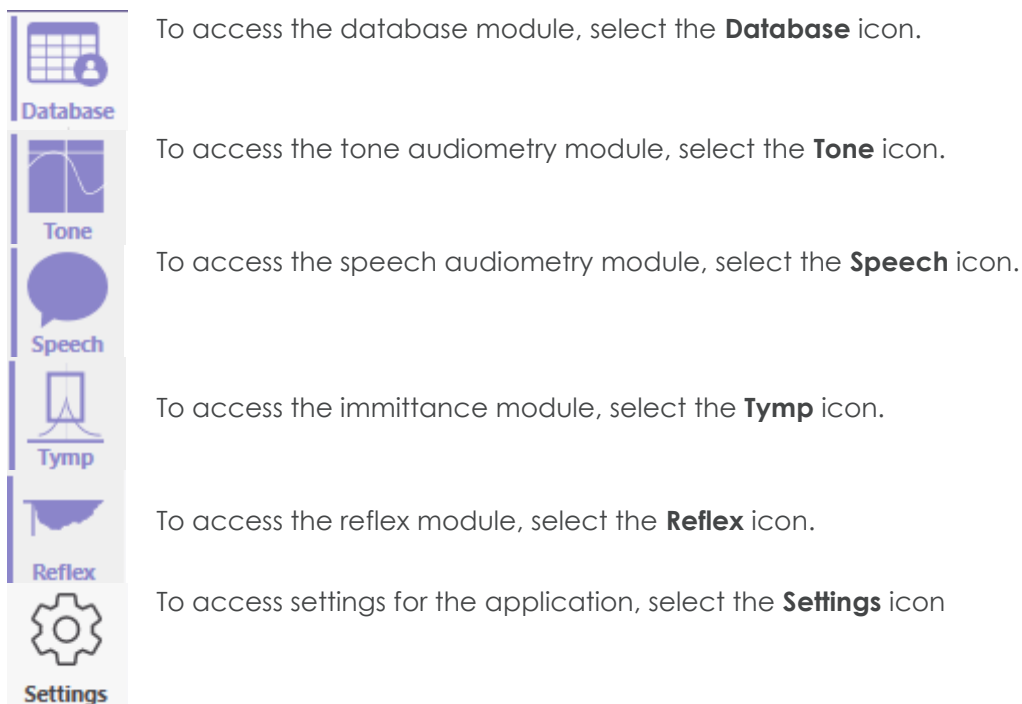 To access the database module, select the Database icon.
Database
To access the tone audiometry module, select the Tone icon.
Tone
To access the speech audiometry module, select the Speech icon.
Speech
To access the immittance module, select the Tymp icon.
Tymp
To access the reflex module, select the Reflex icon.
Reflex
To access settings for the application, select the Settings icon
Settings